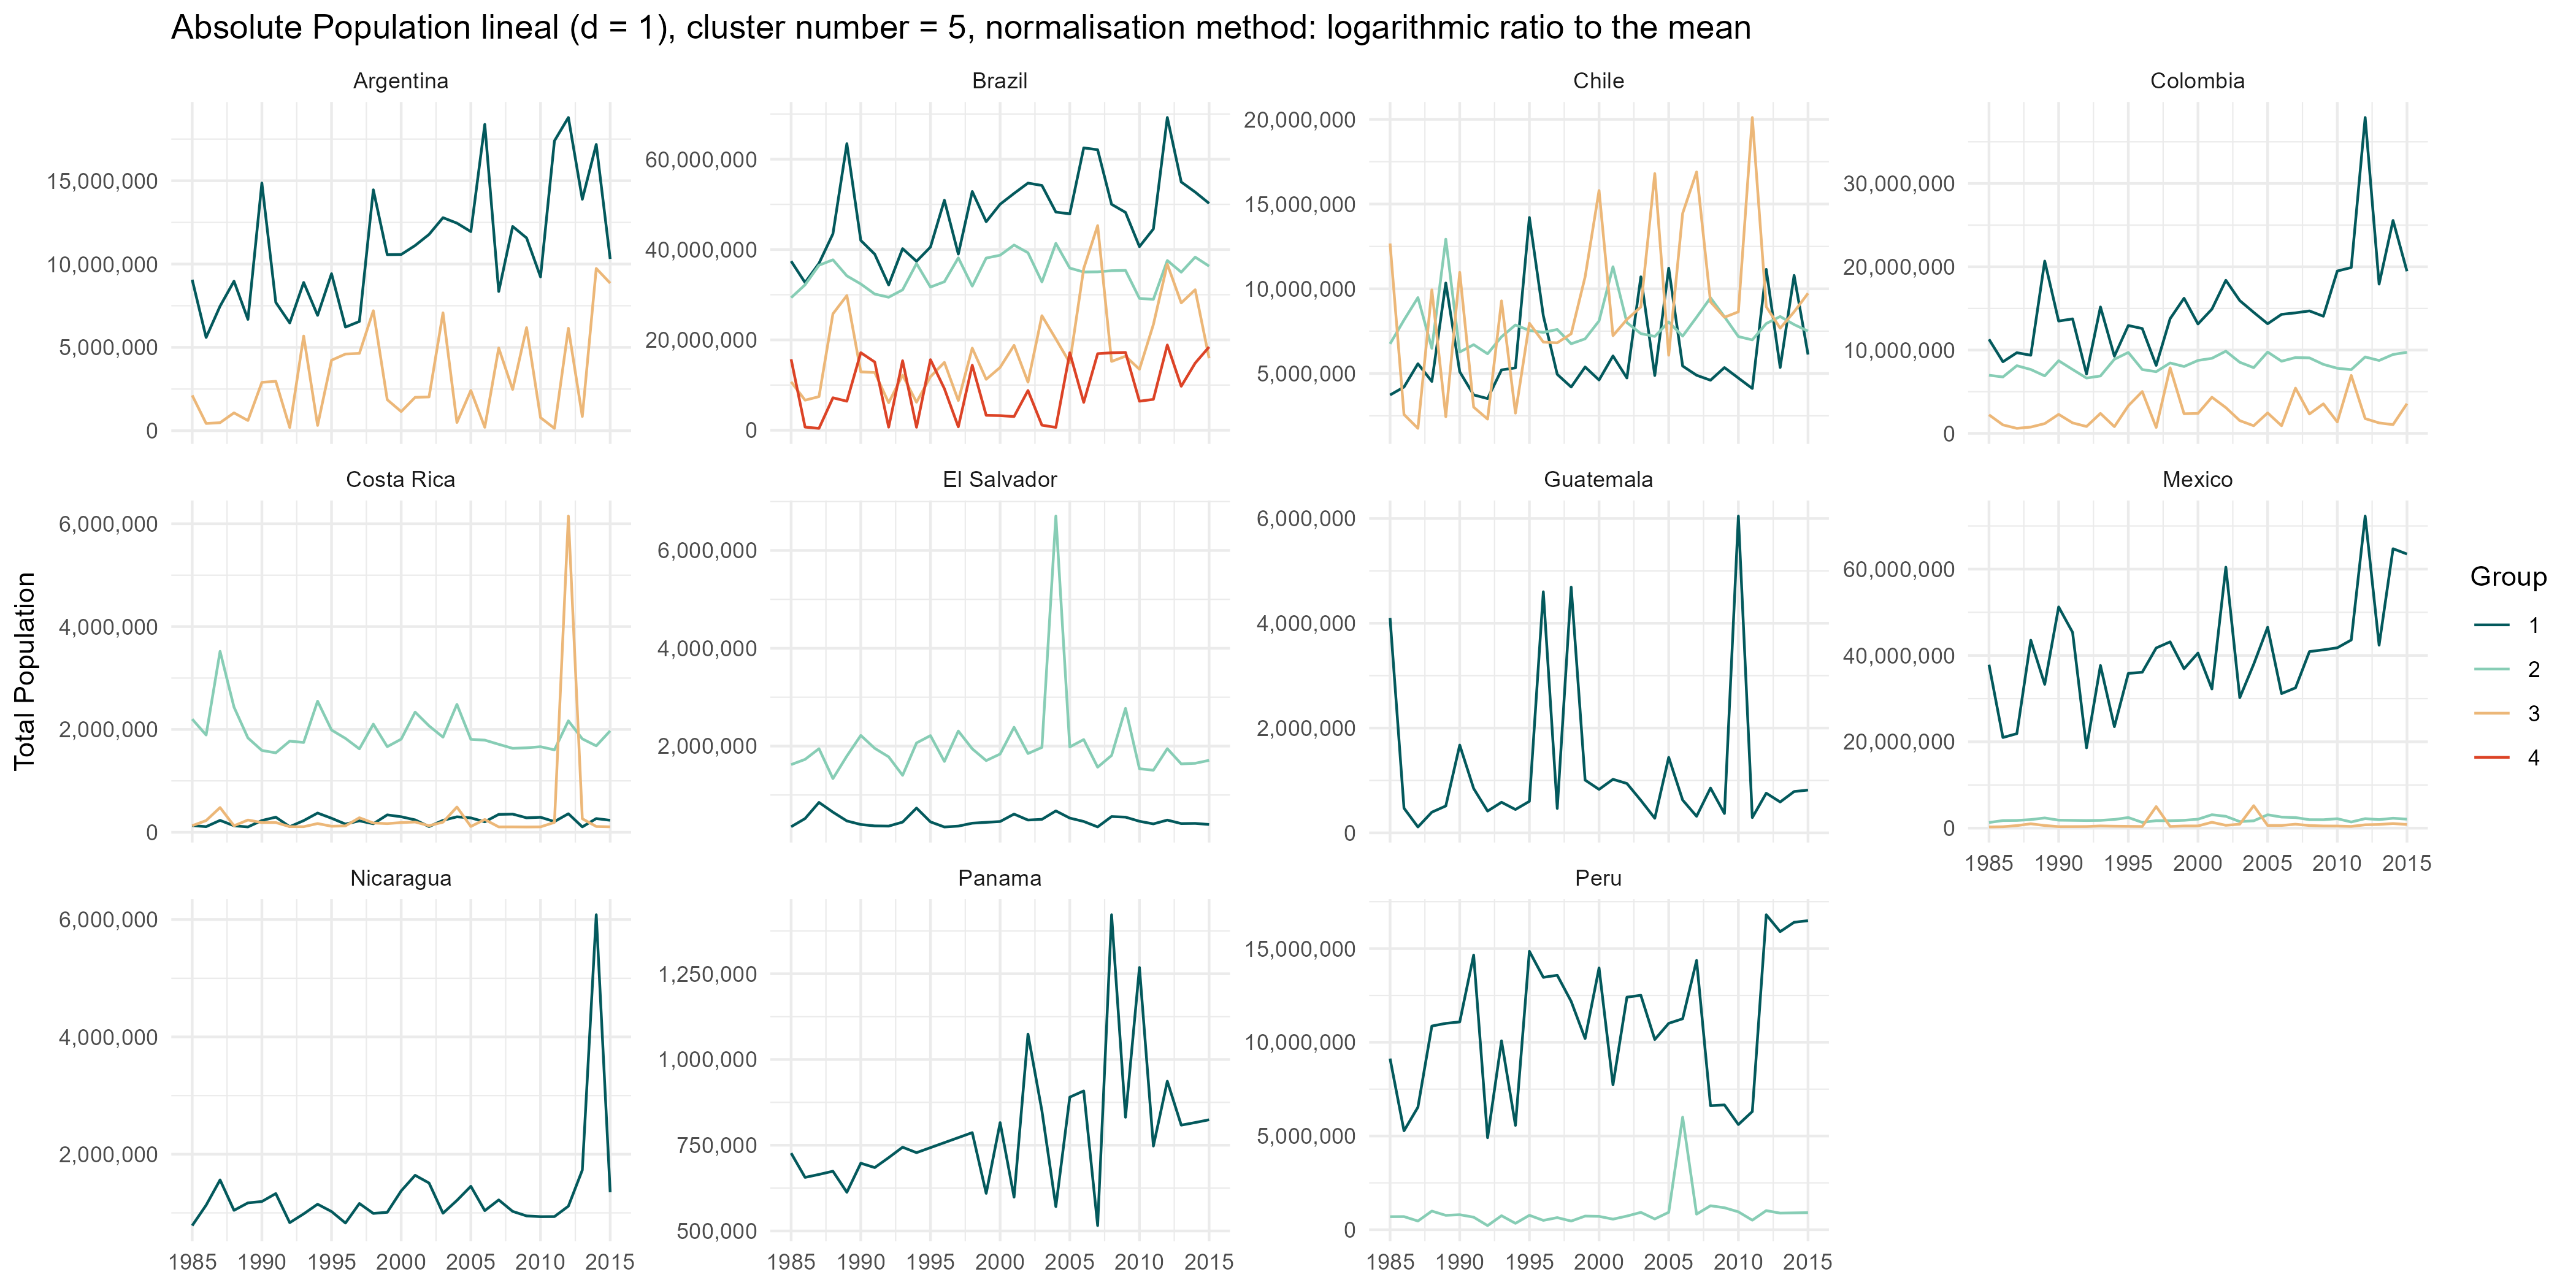 Absolute Population lineal (d = 1), cluster number = 5, normalisation method: logarithmic ratio to the mean
Total Population
Argentina
15,000,000
10,000,000
5,000,000
0
Brazil
60,000,000
40,000,000
20,000,000
0
Chile
20,000,000
15,000,000
10,000,000
5,000,000
Colombia
30,000,000
20,000,000
10,000,000
0
Costa Rica
6,000,000
4,000,000
2,000,000
0
El Salvador
6,000,000
4,000,000
2,000,000
Guatemala
6,000,000
4,000,000
2,000,000
0
Mexico
60,000,000
40,000,000
20,000,000
0
1985 1990 1995 2000 2005 2010 2015
Nicaragua
6,000,000
4,000,000
2,000,000
1985 1990 1995 2000 2005 2010 2015
Panama
1,250,000
1,000,000
750,000
500,000
1985 1990 1995 2000 2005 2010 2015
Peru
15,000,000
10,000,000
5,000,000
0
1985 1990 1995 2000 2005 2010 2015
Group
1
2
3
4